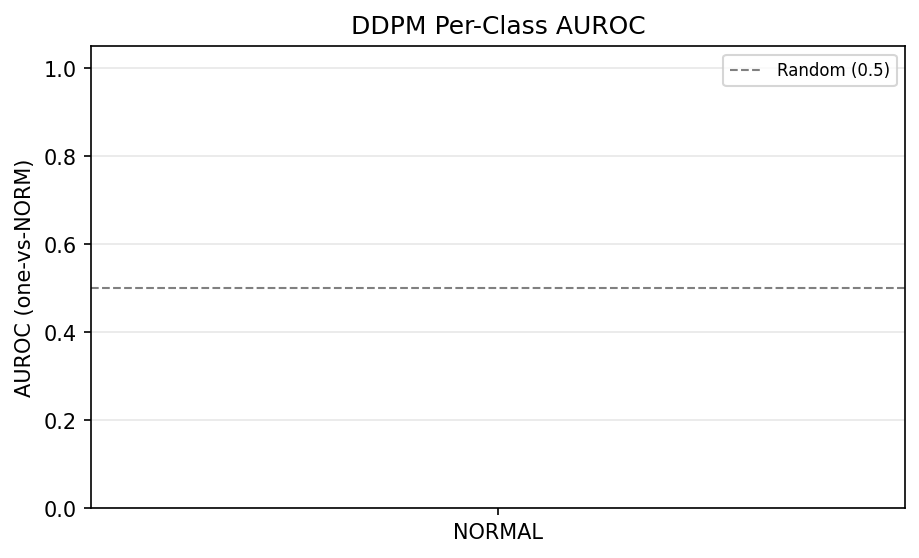 DDPM Per-Class AUROC
Random (0.5)
AUROC (one-vs-NORM)
1.0
0.8
0.6
0.4
0.2
0.0
NORMAL